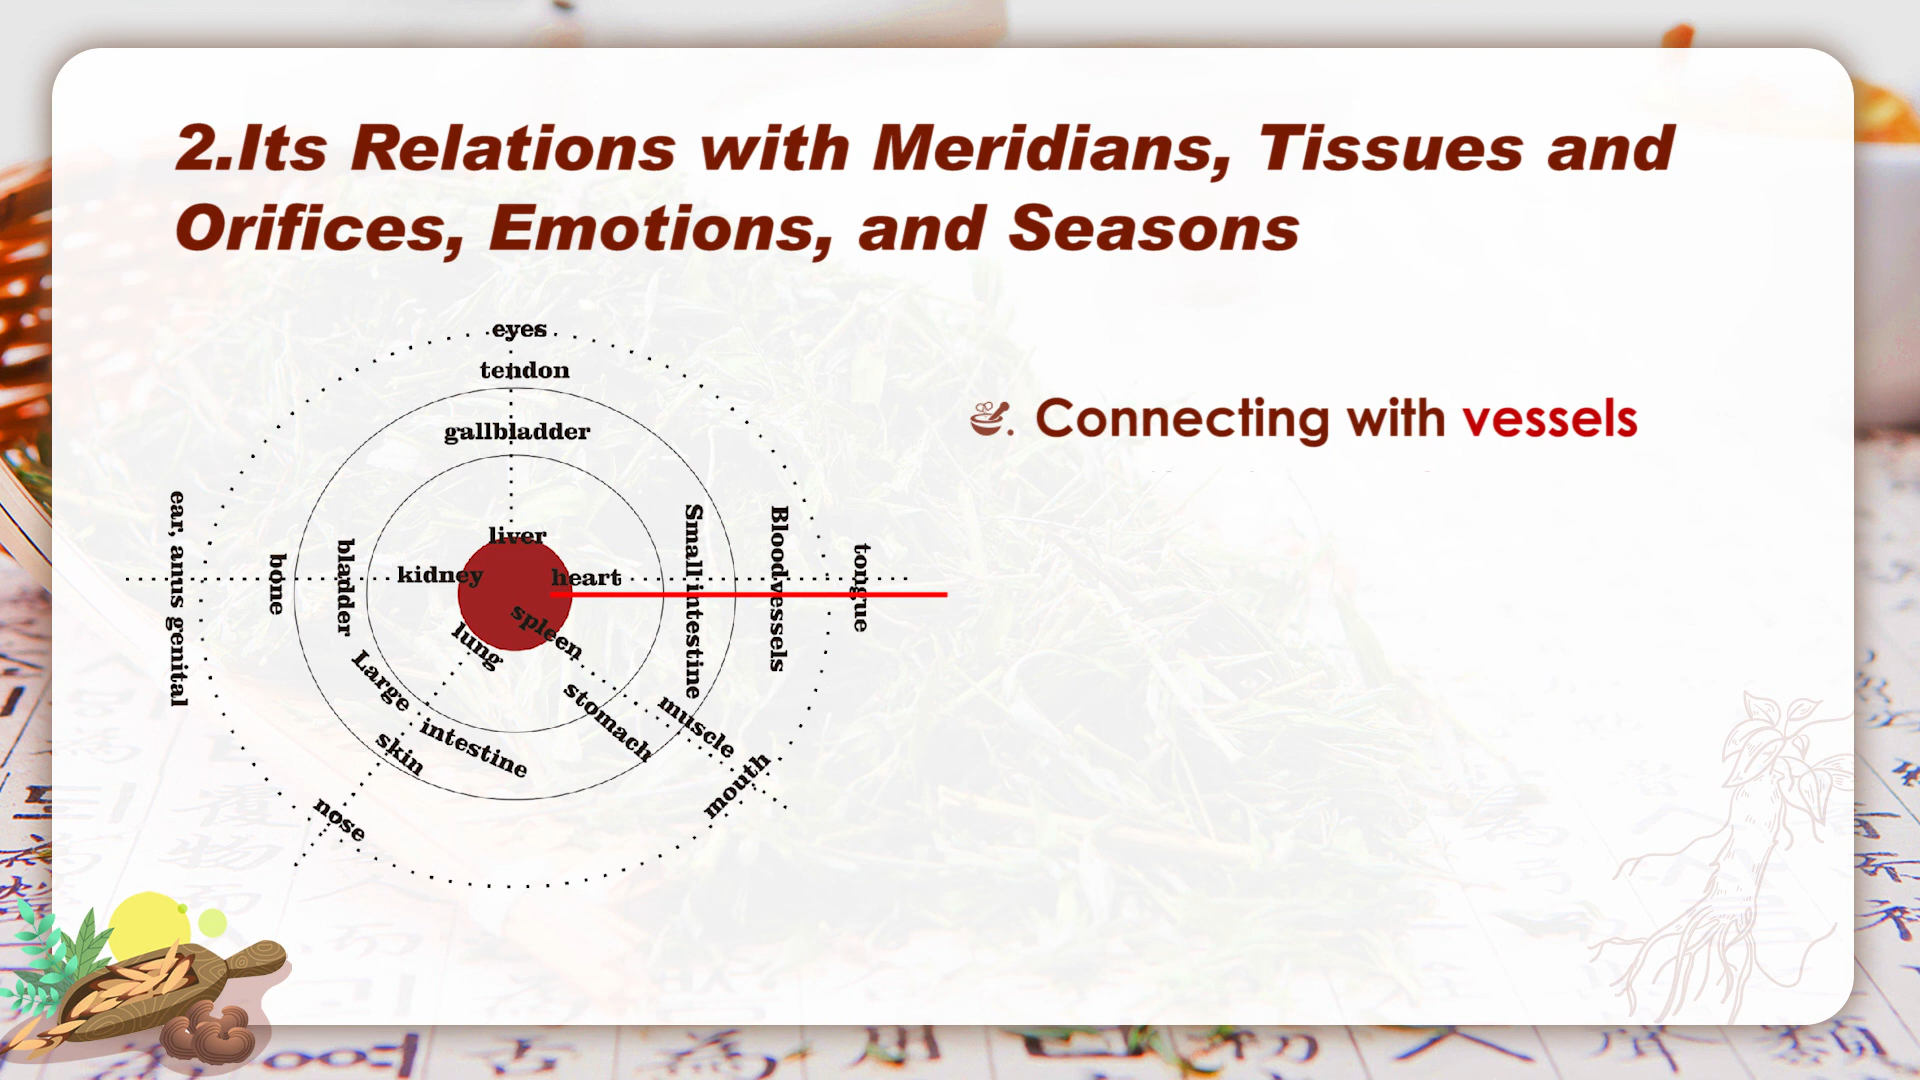 2.Its Relations with Meridians, Tissues and
Orifices, Emotions, and Seasons
eyes
tendon
gallbladder
liver
kidney
heart
spleen
lung
ear, anus genital
bone
bladder
Small intestine
Blood vessels
tongue
Large intestine
stomach
muscle
mouth
skin
nose
Connecting with vessels